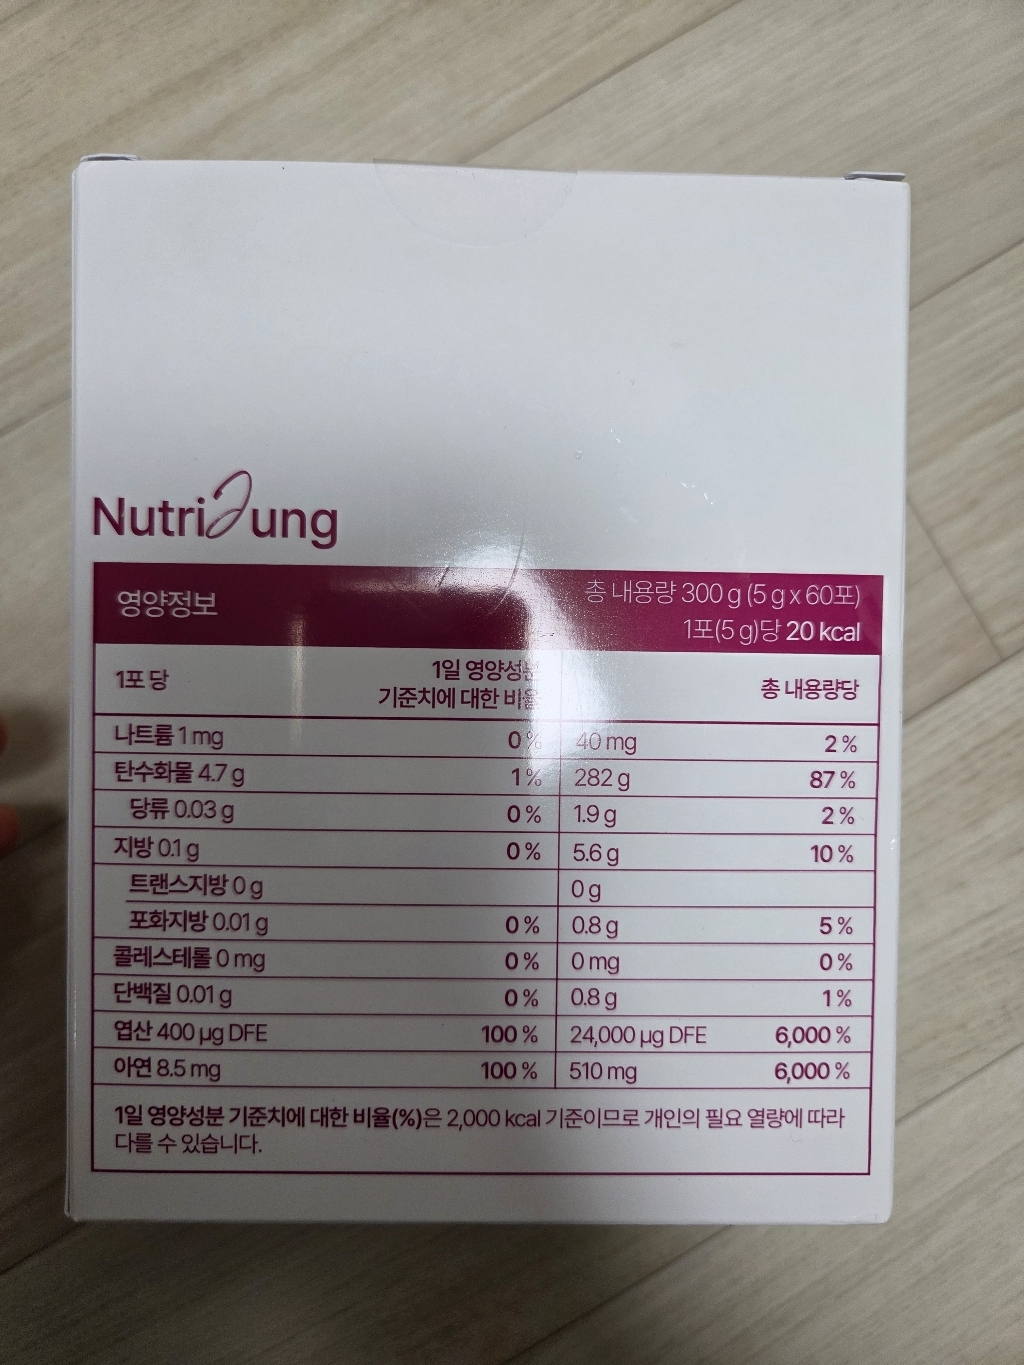 NutriJung
영양정보
총 내용량 300 g (5 g x 60포)
1포(5 g)당 20 kcal
1포 당
1일 영양성분
기준치에 대한 비율
총 내용량당
나트륨 1 mg 0 % 40 mg 2 %
탄수화물 4.7 g 1 % 282 g 87 %
당류 0.03 g 0 % 1.9 g 2 %
지방 0.1 g 0 % 5.6 g 10 %
트랜스지방 0 g 0 g
포화지방 0.01 g 0 % 0.8 g 5 %
콜레스테롤 0 mg 0 % 0 mg 0 %
단백질 0.01 g 0 % 0.8 g 1 %
엽산 400 µg DFE 100 % 24,000 µg DFE 6,000 %
아연 8.5 mg 100 % 510 mg 6,000 %
1일 영양성분 기준치에 대한 비율(%)은 2,000 kcal 기준이므로 개인의 필요 열량에 따라
다를 수 있습니다.